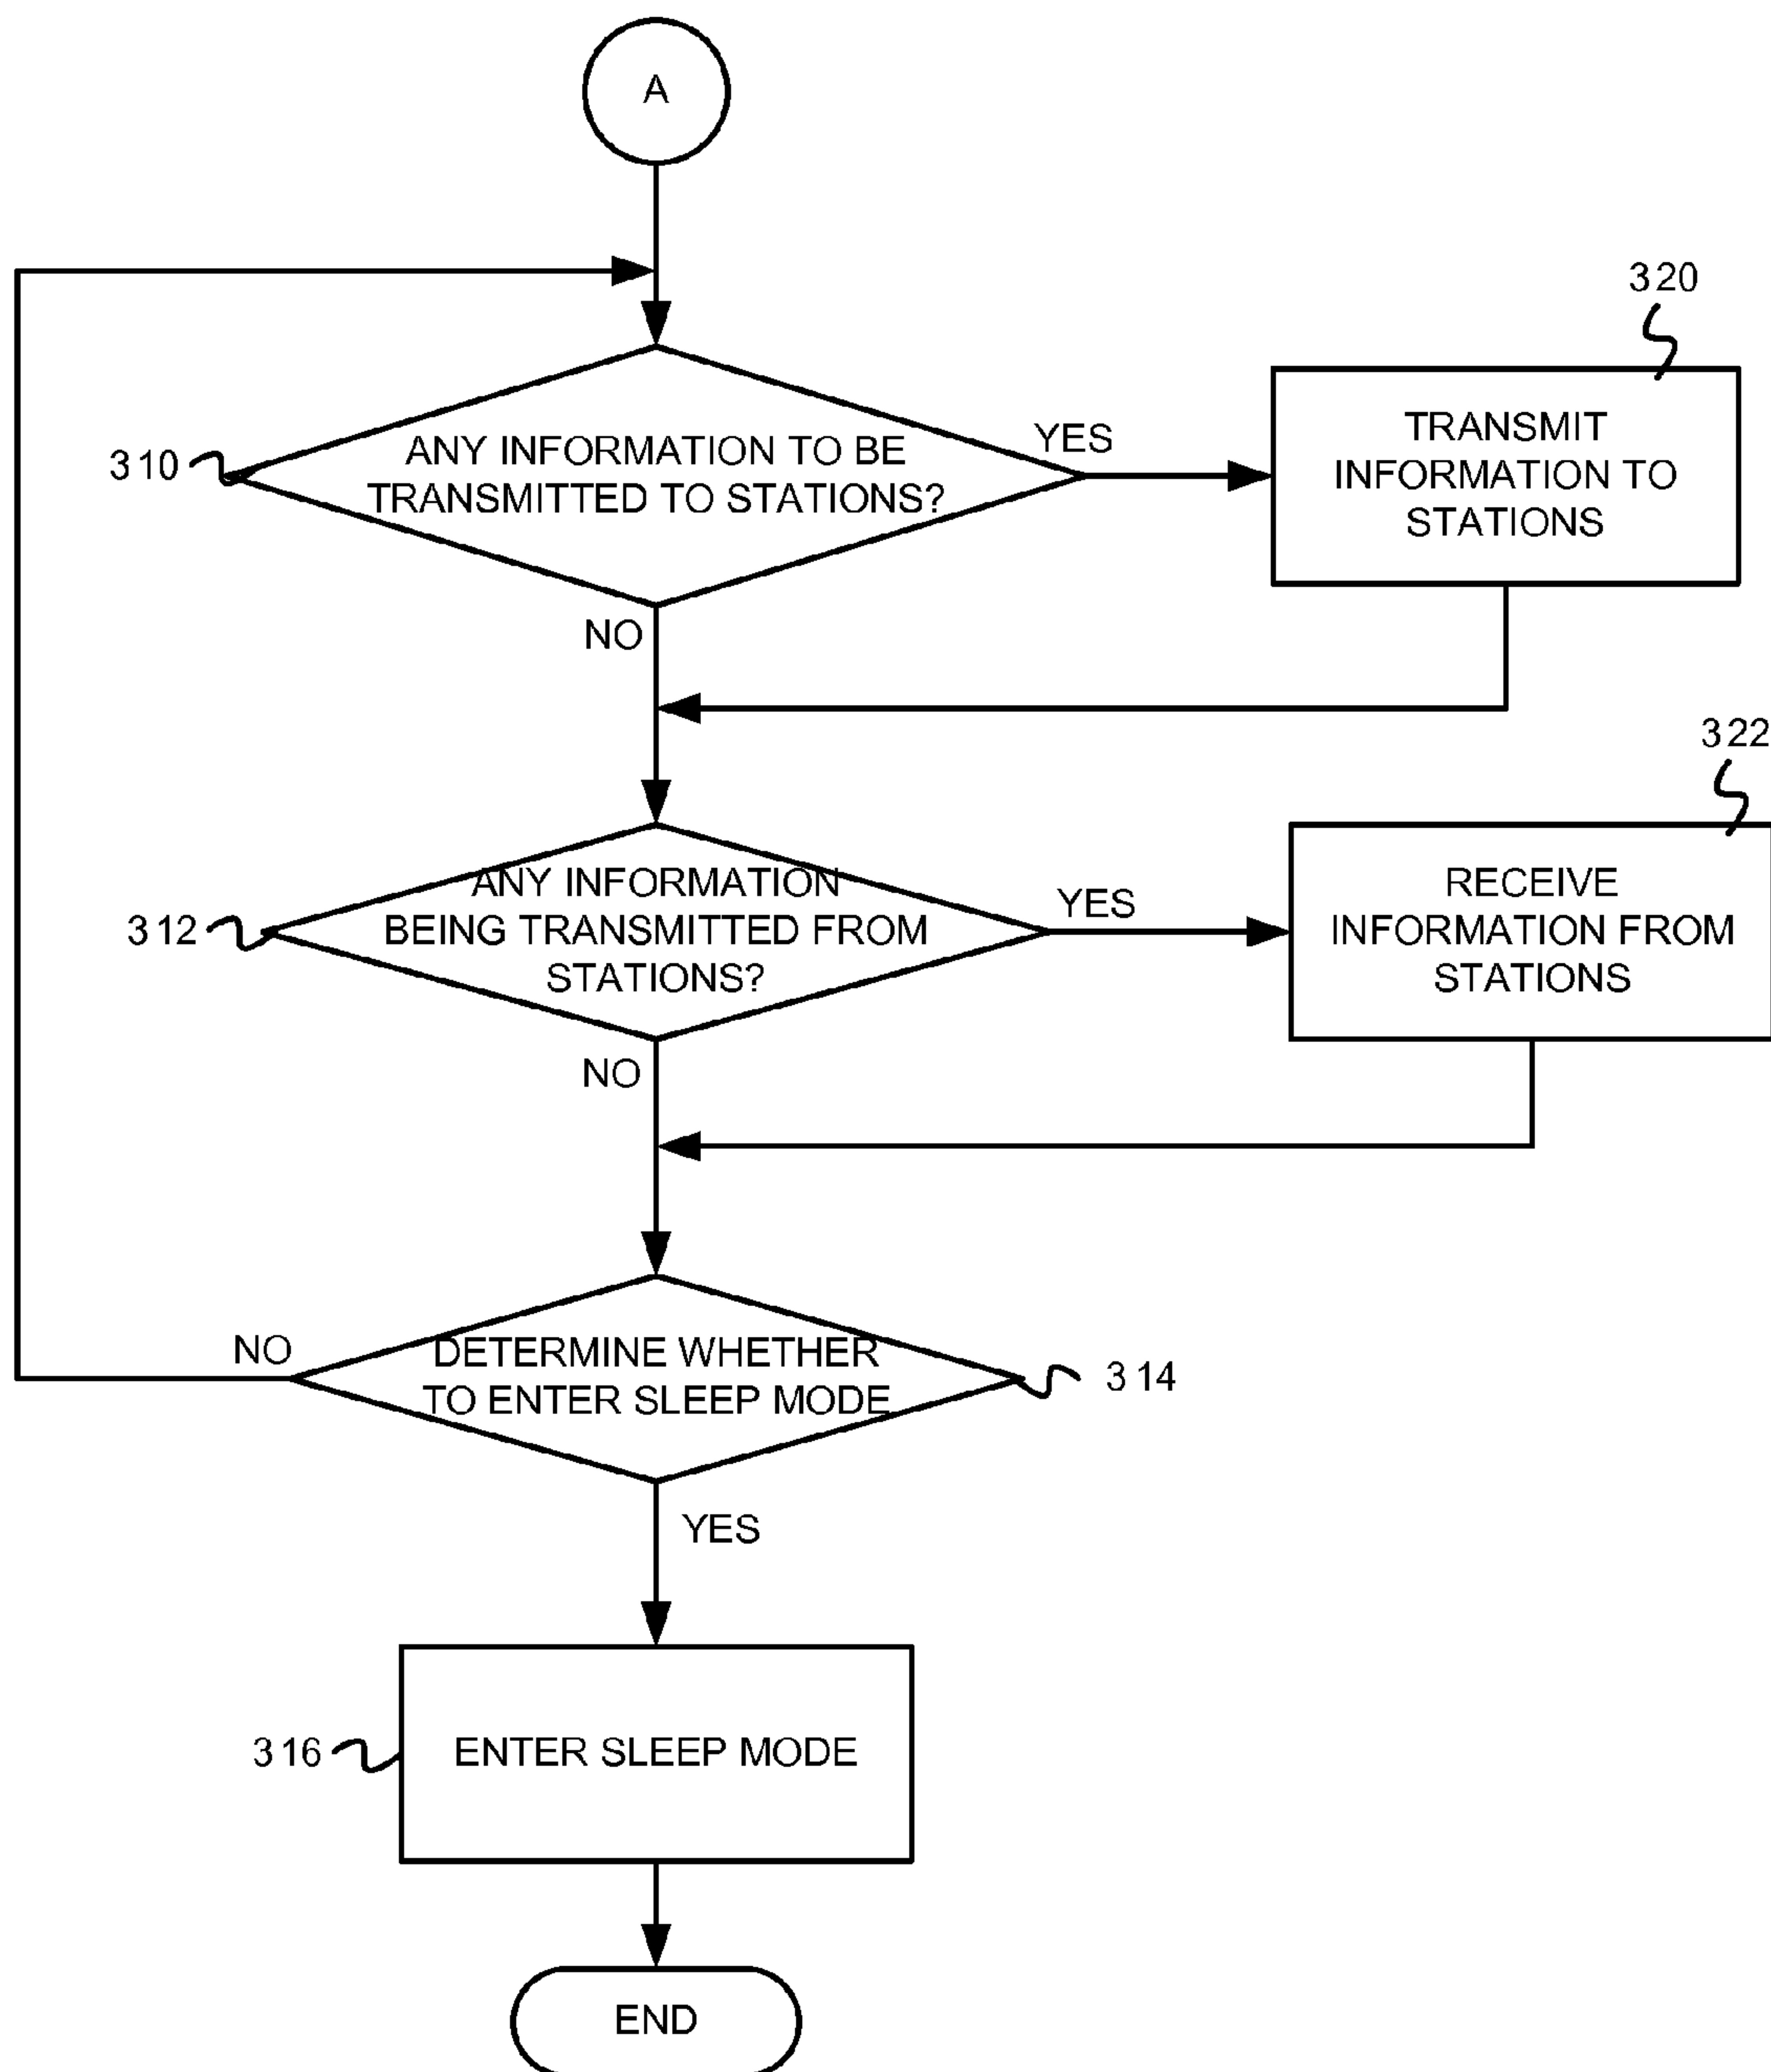 A
320
310
ANY INFORMATION TO BE
TRANSMITTED TO STATIONS?
YES
TRANSMIT
INFORMATION TO
STATIONS
NO
322
312
ANY INFORMATION
BEING TRANSMITTED FROM
STATIONS?
YES
RECEIVE
INFORMATION FROM
STATIONS
NO
NO
DETERMINE WHETHER
TO ENTER SLEEP MODE
314
YES
316
ENTER SLEEP MODE
END